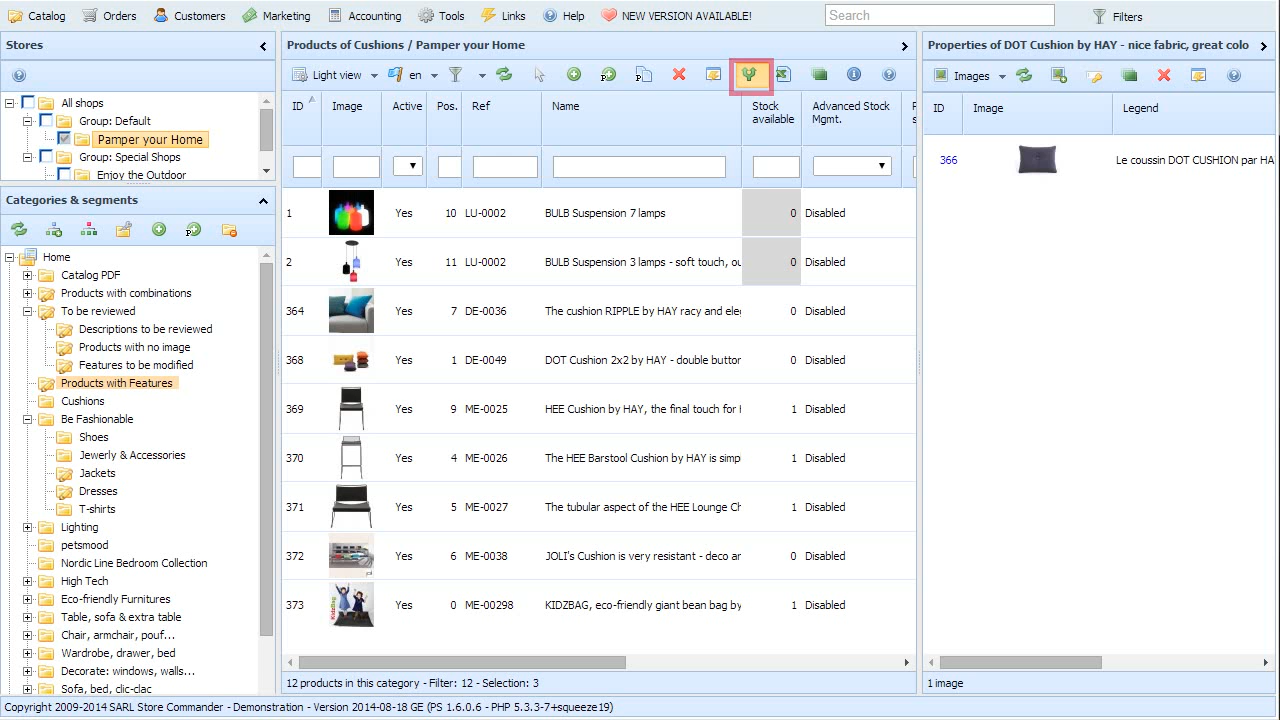 Catalog Orders Customers Marketing Accounting Tools Links Help NEW VERSION AVAILABLE! Search Filters
Stores
All shops
Group: Default
Pamper your Home
Group: Special Shops
Enjoy the Outdoor
Categories & segments
Home
Catalog PDF
Products with combinations
To be reviewed
Descriptions to be reviewed
Products with no image
Features to be modified
Products with Features
Cushions
Be Fashionable
Shoes
Jewerly & Accessories
Jackets
Dresses
T-shirts
Lighting
petsmood
Nordic-Line Bedroom Collection
High Tech
Eco-friendly Furnitures
Table, sofa & extra table
Chair, armchair, pouf...
Wardrobe, drawer, bed
Decorate: windows, walls...
Sofa, bed, clic-clac
Products of Cushions / Pamper your Home
Light view en
ID Image Active Pos. Ref Name Stock available Advanced Stock Mgmt.
1 Yes 10 LU-0002 BULB Suspension 7 lamps 0 Disabled
2 Yes 11 LU-0002 BULB Suspension 3 lamps - soft touch, ou 0 Disabled
364 Yes 7 DE-0036 The cushion RIPPLE by HAY racy and ele 0 Disabled
368 Yes 1 DE-0049 DOT Cushion 2x2 by HAY - double button 0 Disabled
369 Yes 9 ME-0025 HEE Cushion by HAY, the final touch for 1 Disabled
370 Yes 4 ME-0026 The HEE Barstool Cushion by HAY is simp 1 Disabled
371 Yes 5 ME-0027 The tubular aspect of the HEE Lounge Ch 1 Disabled
372 Yes 6 ME-0038 JOLI's Cushion is very resistant - deco ar 0 Disabled
373 Yes 0 ME-00298 KIDZBAG, eco-friendly giant bean bag by 1 Disabled
12 products in this category - Filter: 12 - Selection: 3
Properties of DOT Cushion by HAY - nice fabric, great colo
Images
ID Image Legend
366 Le coussin DOT CUSHION par HA
1 image
Copyright 2009-2014 SARL Store Commander - Demonstration - Version 2014-08-18 GE (PS 1.6.0.6 - PHP 5.3.3-7+squeeze19)